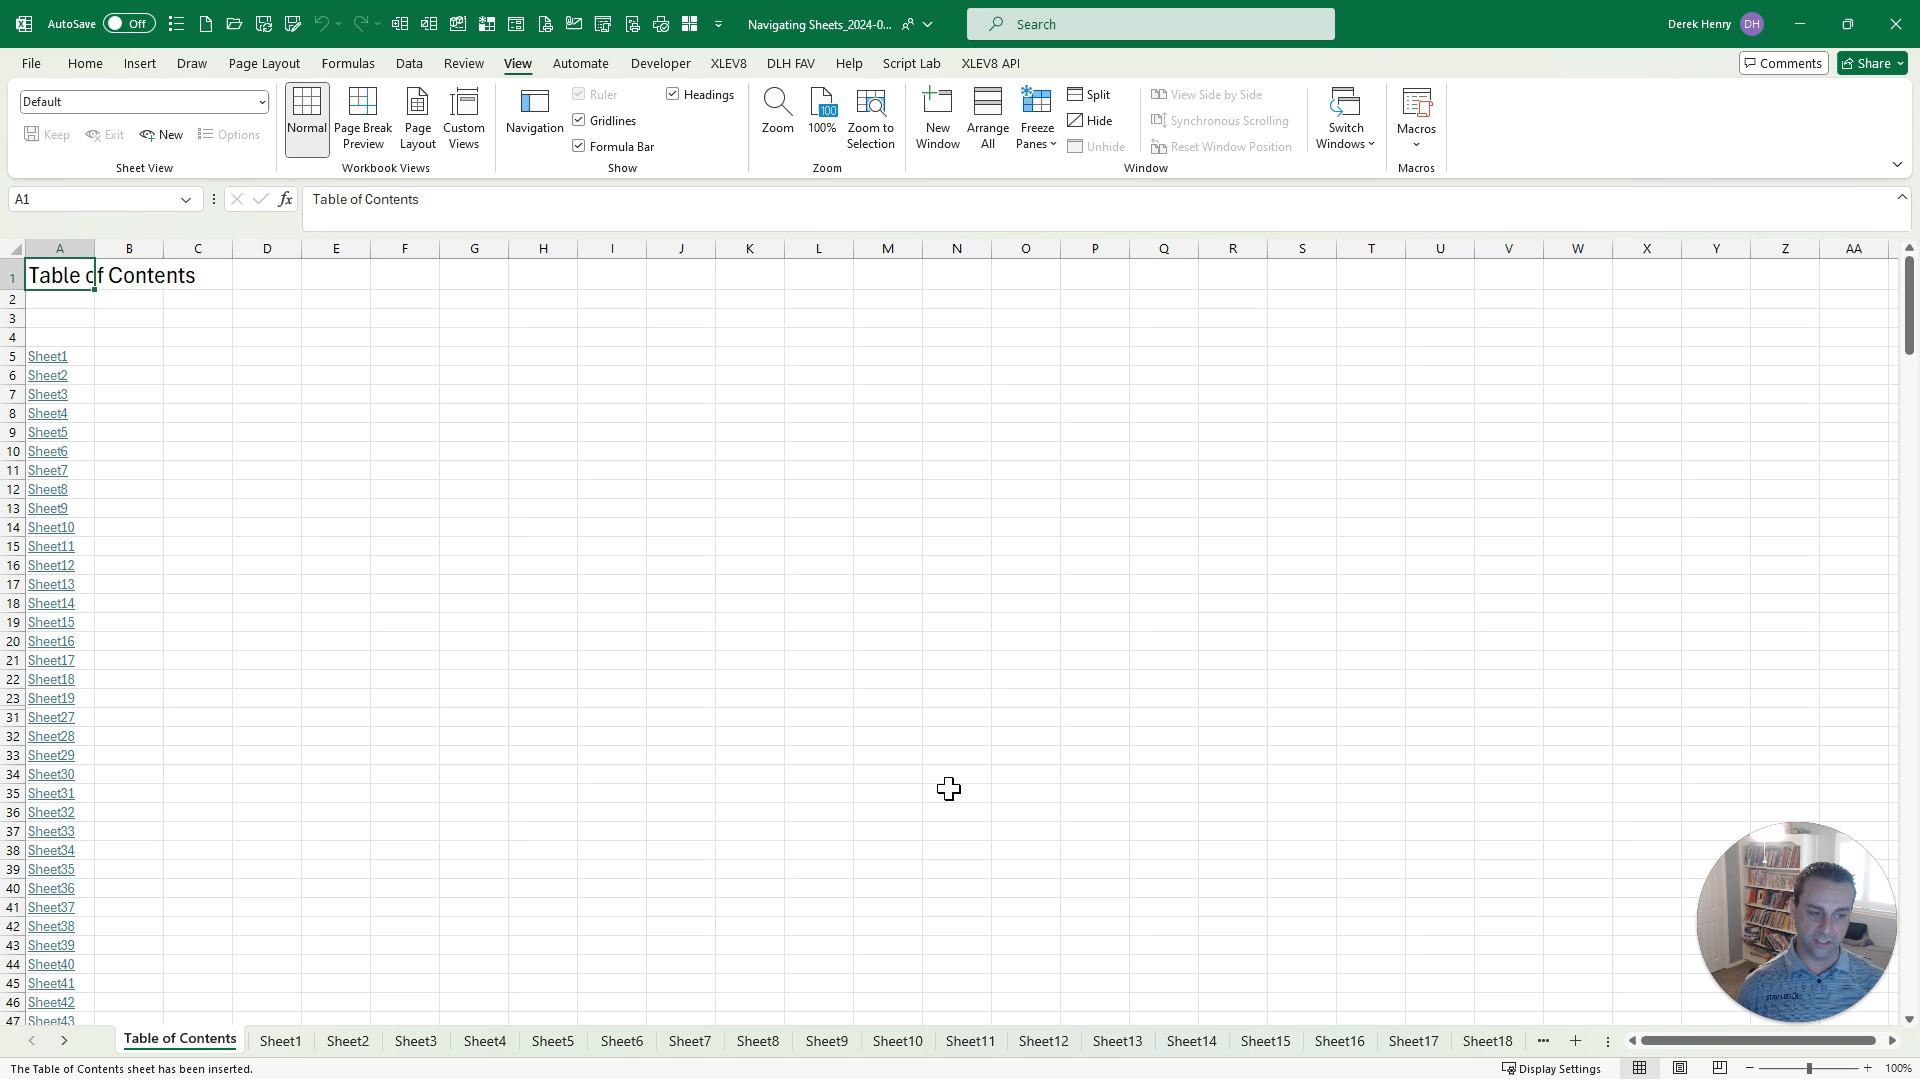 AutoSave Off Navigating Sheets_2024-0... Search Derek Henry DH
File Home Insert Draw Page Layout Formulas Data Review View Automate Developer XLEV8 DLH FAV Help Script Lab XLEV8 API Comments Share
Default
Keep Exit New Options
Sheet View
Normal Page Break Preview Page Layout Custom Views
Workbook Views
Navigation Ruler Headings
Gridlines
Formula Bar
Show
Zoom 100 100% Zoom to Selection
Zoom
New Window Arrange All Freeze Panes Split
Hide
Unhide
View Side by Side
Synchronous Scrolling
Reset Window Position
Switch Windows
Window
Macros
Macros
A1 fx Table of Contents
A B C D E F G H I J K L M N O P Q R S T U V W X Y Z AA
1 Table of Contents
2
3
4
5 Sheet1
6 Sheet2
7 Sheet3
8 Sheet4
9 Sheet5
10 Sheet6
11 Sheet7
12 Sheet8
13 Sheet9
14 Sheet10
15 Sheet11
16 Sheet12
17 Sheet13
18 Sheet14
19 Sheet15
20 Sheet16
21 Sheet17
22 Sheet18
23 Sheet19
31 Sheet27
32 Sheet28
33 Sheet29
34 Sheet30
35 Sheet31
36 Sheet32
37 Sheet33
38 Sheet34
39 Sheet35
40 Sheet36
41 Sheet37
42 Sheet38
43 Sheet39
44 Sheet40
45 Sheet41
46 Sheet42
47 Sheet43
Table of Contents Sheet1 Sheet2 Sheet3 Sheet4 Sheet5 Sheet6 Sheet7 Sheet8 Sheet9 Sheet10 Sheet11 Sheet12 Sheet13 Sheet14 Sheet15 Sheet16 Sheet17 Sheet18 ...
The Table of Contents sheet has been inserted. Display Settings 100%